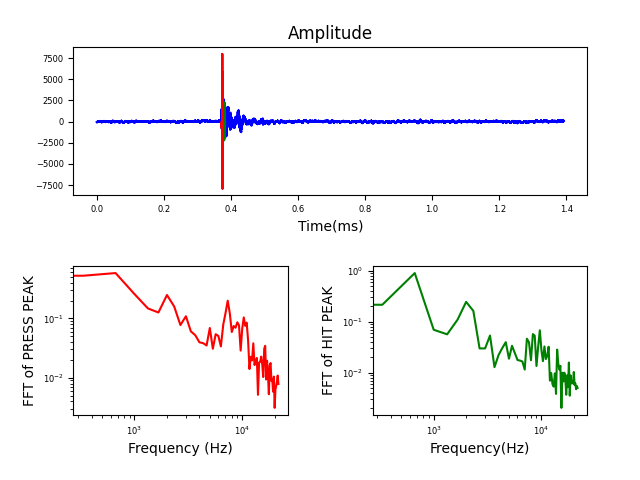 Amplitude
7500
5000
2500
0
−2500
−5000
−7500
0.0 0.2 0.4 0.6 0.8 1.0 1.2 1.4
Time(ms)
FFT of PRESS PEAK
10⁻¹
10⁻²
10³ 10⁴
Frequency (Hz)
FFT of HIT PEAK
10⁰
10⁻¹
10⁻²
10³ 10⁴
Frequency(Hz)